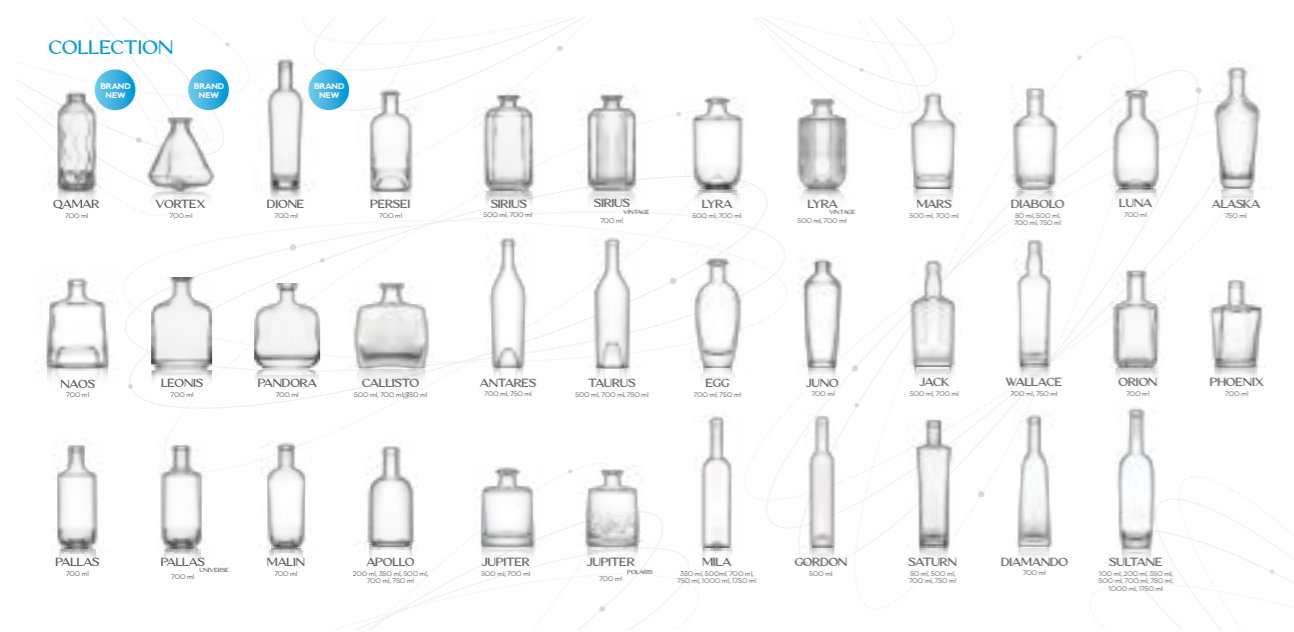 COLLECTION
BRAND
NEW
BRAND
NEW
BRAND
NEW
QAMAR
700 ml
VORTEX
700 ml
DIONE
700 ml
PERSEI
700 ml
SIRIUS
500 ml, 700 ml
SIRIUS
VINTAGE
700 ml
LYRA
500 ml, 700 ml
LYRA
VINTAGE
500 ml, 700 ml
MARS
500 ml, 700 ml
DIABOLO
50 ml, 500 ml,
700 ml, 750 ml
LUNA
700 ml
ALASKA
750 ml
NAOS
700 ml
LEONIS
700 ml
PANDORA
700 ml
CALLISTO
500 ml, 700 ml, 750 ml
ANTARES
700 ml, 750 ml
TAURUS
500 ml, 700 ml, 750 ml
EGG
700 ml, 750 ml
JUNO
700 ml
JACK
500 ml, 700 ml
WALLACE
700 ml, 750 ml
ORION
700 ml
PHOENIX
700 ml
PALLAS
700 ml
PALLAS
UNIVERSE
700 ml
MALIN
700 ml
APOLLO
200 ml, 350 ml, 500 ml,
700 ml, 750 ml
JUPITER
500 ml, 700 ml
JUPITER
POLARIS
700 ml
MILA
350 ml, 500ml, 700 ml,
750 ml, 1000 ml, 1750 ml
GORDON
500 ml
SATURN
50 ml, 500 ml,
700 ml, 750 ml
DIAMANDO
700 ml
SULTANE
100 ml, 200 ml, 350 ml,
500 ml, 700 ml, 750 ml,
1000 ml, 1750 ml